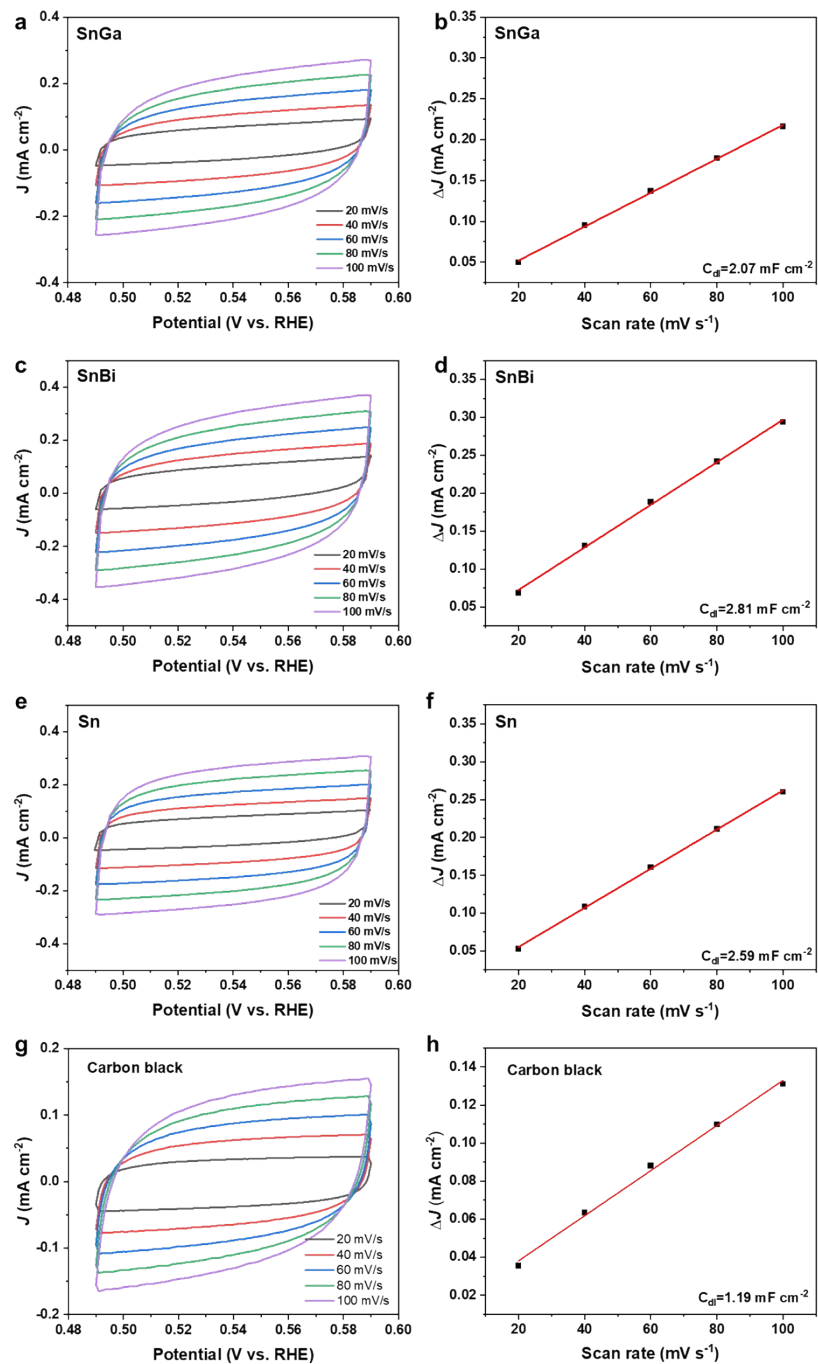 a
SnGa
J (mA cm-2)
0.4
0.2
0.0
-0.2
-0.4
20 mV/s
40 mV/s
60 mV/s
80 mV/s
100 mV/s
0.48 0.50 0.52 0.54 0.56 0.58 0.60
Potential (V vs. RHE)
b
SnGa
ΔJ (mA cm-2)
0.35
0.30
0.25
0.20
0.15
0.10
0.05
Cdl=2.07 mF cm-2
20 40 60 80 100
Scan rate (mV s-1)
c
SnBi
J (mA cm-2)
0.4
0.2
0.0
-0.2
-0.4
20 mV/s
40 mV/s
60 mV/s
80 mV/s
100 mV/s
0.48 0.50 0.52 0.54 0.56 0.58 0.60
Potential (V vs. RHE)
d
SnBi
ΔJ (mA cm-2)
0.35
0.30
0.25
0.20
0.15
0.10
0.05
Cdl=2.81 mF cm-2
20 40 60 80 100
Scan rate (mV s-1)
e
Sn
J (mA cm-2)
0.4
0.2
0.0
-0.2
-0.4
20 mV/s
40 mV/s
60 mV/s
80 mV/s
100 mV/s
0.48 0.50 0.52 0.54 0.56 0.58 0.60
Potential (V vs. RHE)
f
Sn
ΔJ (mA cm-2)
0.35
0.30
0.25
0.20
0.15
0.10
0.05
Cdl=2.59 mF cm-2
20 40 60 80 100
Scan rate (mV s-1)
g
Carbon black
J (mA cm-2)
0.2
0.1
0.0
-0.1
-0.2
20 mV/s
40 mV/s
60 mV/s
80 mV/s
100 mV/s
0.48 0.50 0.52 0.54 0.56 0.58 0.60
Potential (V vs. RHE)
h
Carbon black
ΔJ (mA cm-2)
0.14
0.12
0.10
0.08
0.06
0.04
0.02
Cdl=1.19 mF cm-2
20 40 60 80 100
Scan rate (mV s-1)